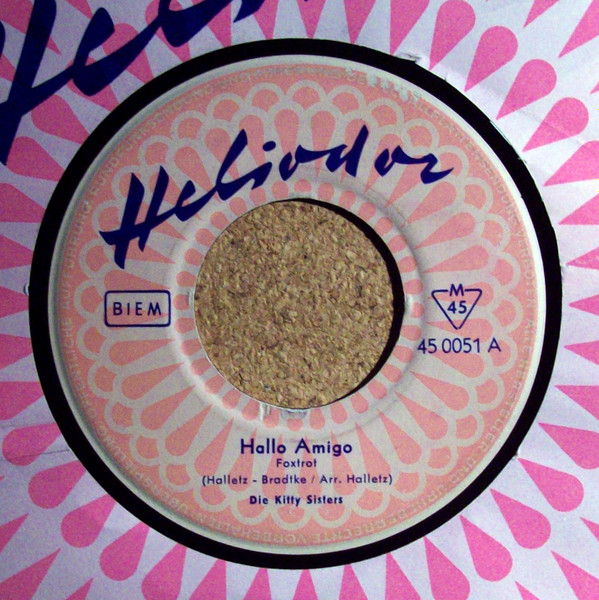 Heliodor
BIEM
M
45
45 0051 A
Hallo Amigo
Foxtrot
(Halletz - Bradtke / Arr. Halletz)
Die Kitty Sisters